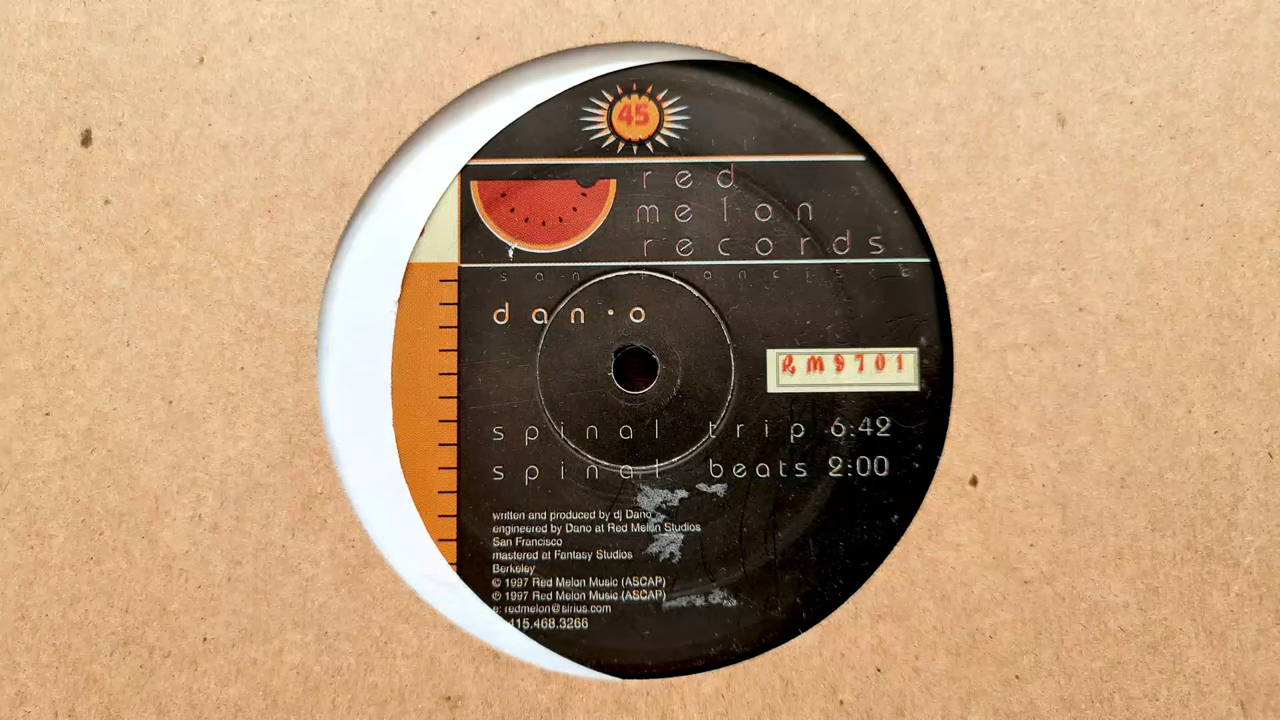 45
red
melon
records
san francisco
dan·o
RM9701
spinal trip 6:42
spinal beats 2:00
written and produced by dj Dano
engineered by Dano at Red Melon Studios
San Francisco
mastered at Fantasy Studios
Berkeley
© 1997 Red Melon Music (ASCAP)
℗ 1997 Red Melon Music (ASCAP)
e: redmelon@sirius.com
415.468.3266